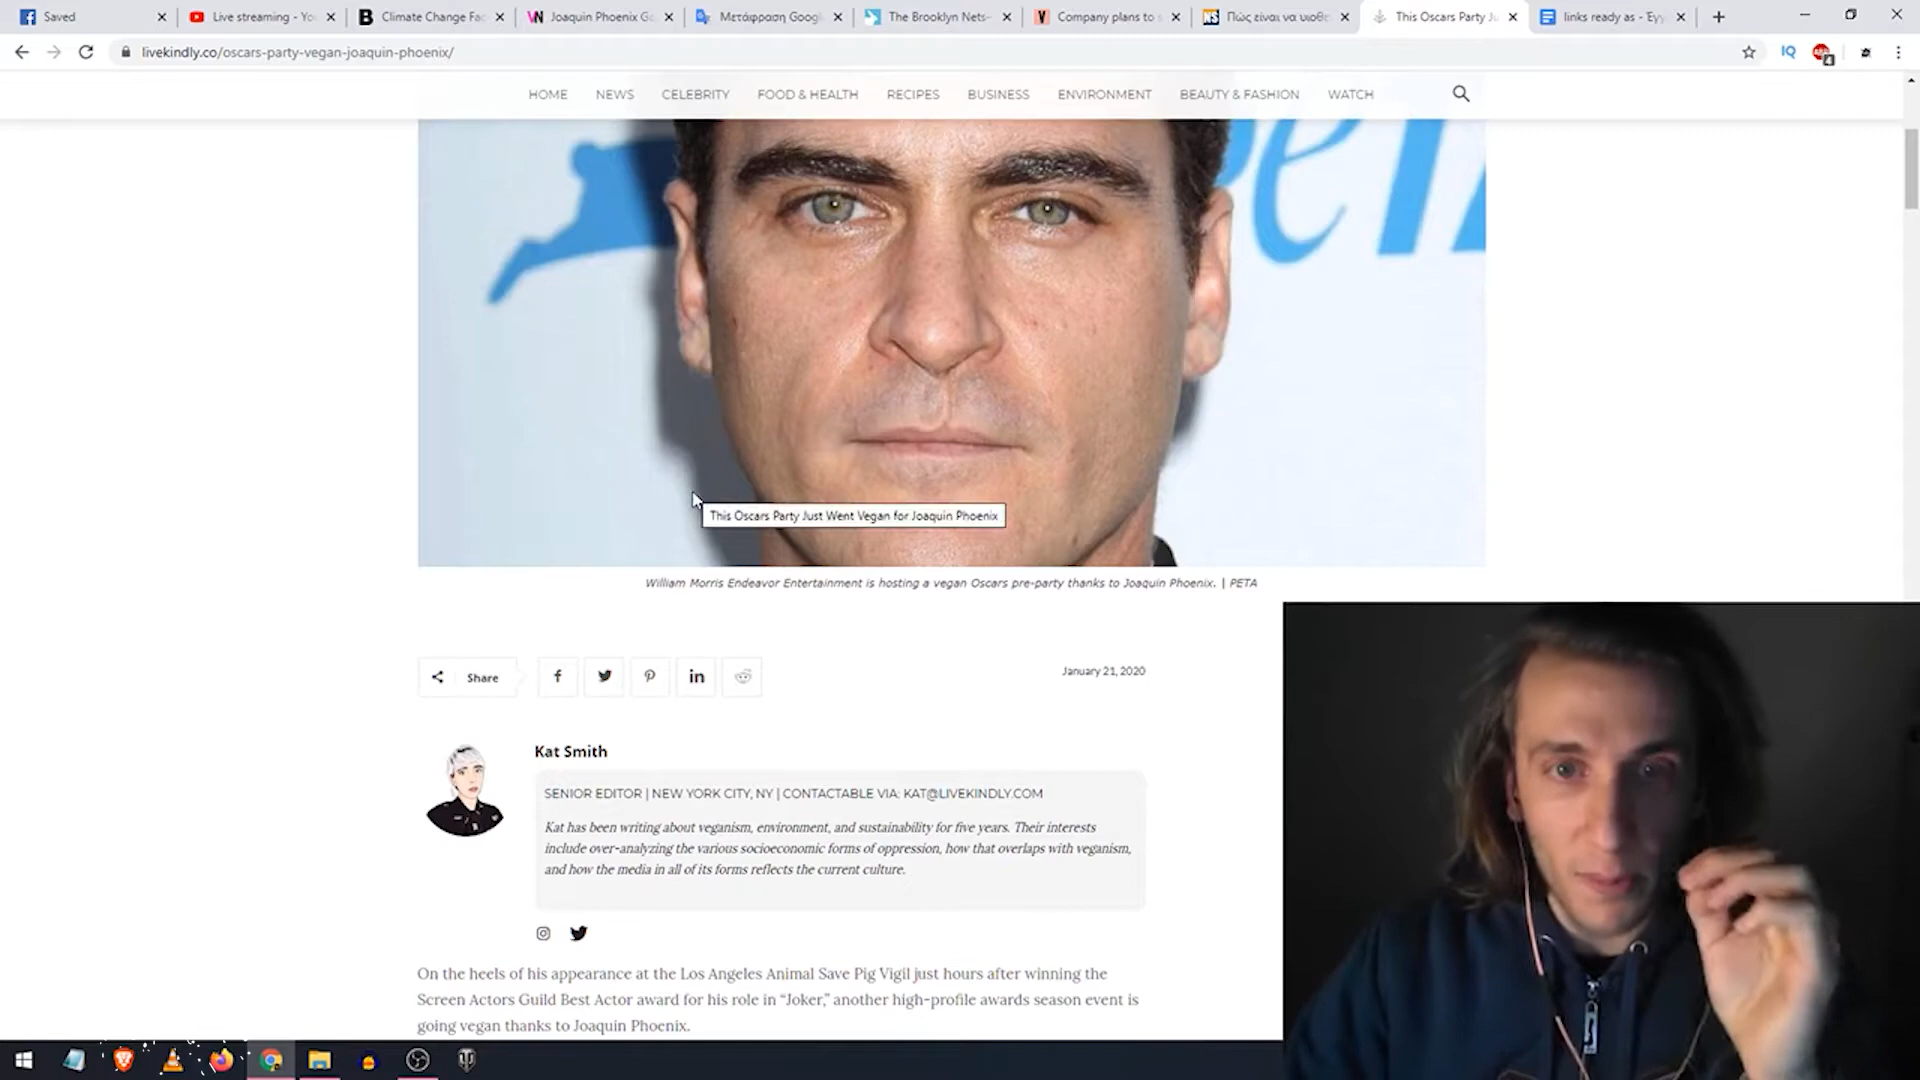 Saved
Live streaming - Yo
Climate Change Fac
Joaquin Phoenix Go
Μετάφραση Googl
The Brooklyn Nets-
Company plans to s
Πώς είναι να υιοθε
This Oscars Party Ju
links ready as - Έγγ
livekindly.co/oscars-party-vegan-joaquin-phoenix/
HOME NEWS CELEBRITY FOOD & HEALTH RECIPES BUSINESS ENVIRONMENT BEAUTY & FASHION WATCH
This Oscars Party Just Went Vegan for Joaquin Phoenix
William Morris Endeavor Entertainment is hosting a vegan Oscars pre-party thanks to Joaquin Phoenix. | PETA
Share
January 21, 2020
Kat Smith
SENIOR EDITOR | NEW YORK CITY, NY | CONTACTABLE VIA: KAT@LIVEKINDLY.COM
Kat has been writing about veganism, environment, and sustainability for five years. Their interests
include over-analyzing the various socioeconomic forms of oppression, how that overlaps with veganism,
and how the media in all of its forms reflects the current culture.
On the heels of his appearance at the Los Angeles Animal Save Pig Vigil just hours after winning the
Screen Actors Guild Best Actor award for his role in “Joker,” another high-profile awards season event is
going vegan thanks to Joaquin Phoenix.